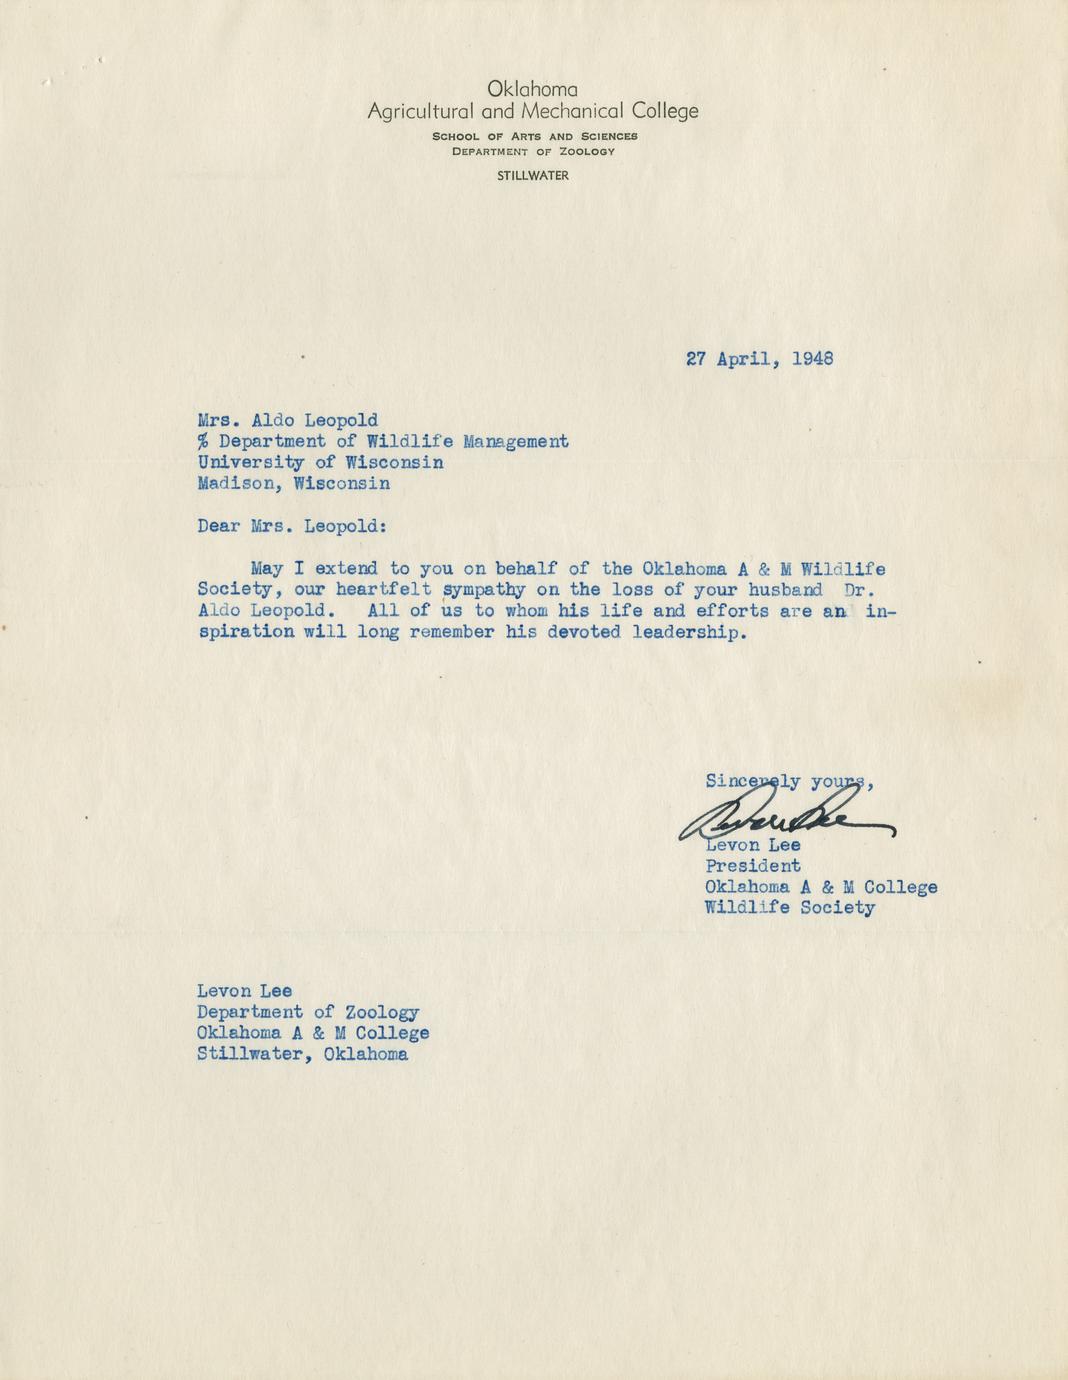 Oklahoma
Agricultural and Mechanical College
SCHOOL OF ARTS AND SCIENCES
DEPARTMENT OF ZOOLOGY
STILLWATER
27 April, 1948
Mrs. Aldo Leopold
% Department of Wildlife Management
University of Wisconsin
Madison, Wisconsin
Dear Mrs. Leopold:
May I extend to you on behalf of the Oklahoma A & M Wildlife
Society, our heartfelt sympathy on the loss of your husband Dr.
Aldo Leopold. All of us to whom his life and efforts are an in-
spiration will long remember his devoted leadership.
Sincerely yours,
Levon Lee
Levon Lee
President
Oklahoma A & M College
Wildlife Society
Levon Lee
Department of Zoology
Oklahoma A & M College
Stillwater, Oklahoma